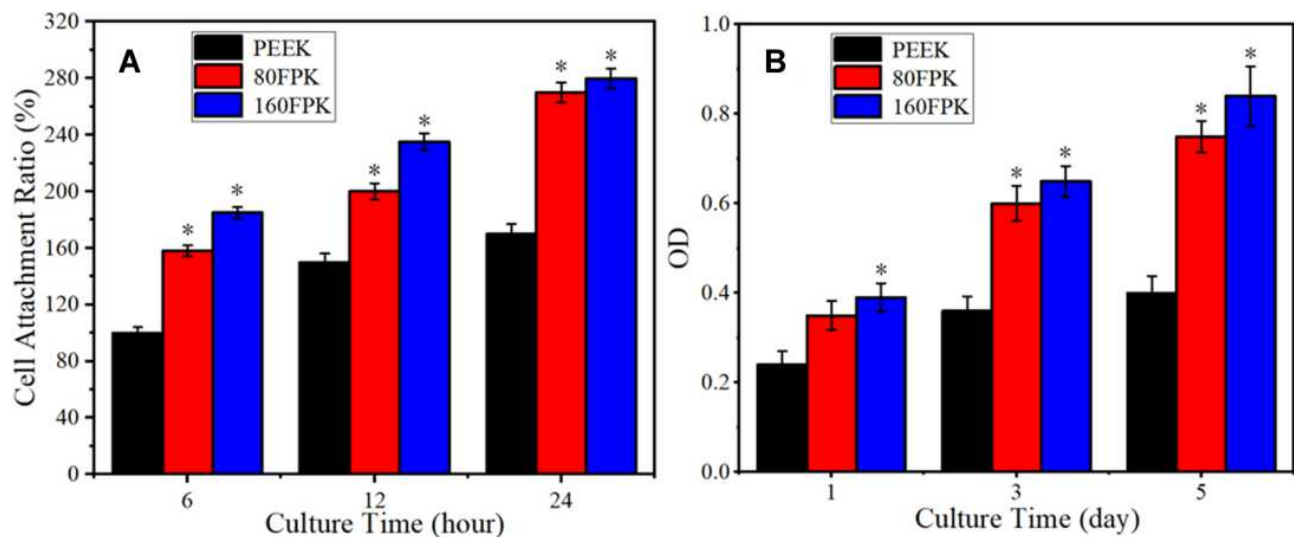 A
PEEK
80FPK
160FPK
Cell Attachment Ratio (%)
320
280
240
200
160
120
80
40
0
* * * * * *
6 12 24
Culture Time (hour)
B
PEEK
80FPK
160FPK
OD
1.0
0.8
0.6
0.4
0.2
0.0
* * * * *
1 3 5
Culture Time (day)